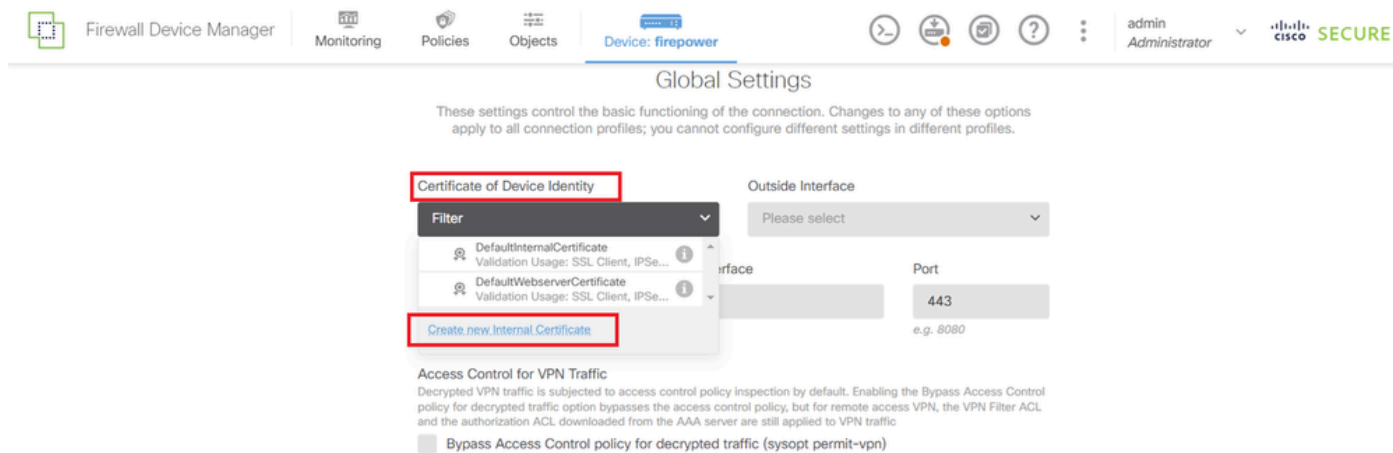 Firewall Device Manager
Monitoring
Policies
Objects
Device: firepower
admin
Administrator
cisco SECURE
Global Settings
These settings control the basic functioning of the connection. Changes to any of these options
apply to all connection profiles; you cannot configure different settings in different profiles.
Certificate of Device Identity
Outside Interface
Filter
Please select
DefaultInternalCertificate
Validation Usage: SSL Client, IPSe...
DefaultWebserverCertificate
Validation Usage: SSL Client, IPSe...
Create new Internal Certificate
erface
Port
443
e.g. 8080
Access Control for VPN Traffic
Decrypted VPN traffic is subjected to access control policy inspection by default. Enabling the Bypass Access Control
policy for decrypted traffic option bypasses the access control policy, but for remote access VPN, the VPN Filter ACL
and the authorization ACL downloaded from the AAA server are still applied to VPN traffic
Bypass Access Control policy for decrypted traffic (sysopt permit-vpn)